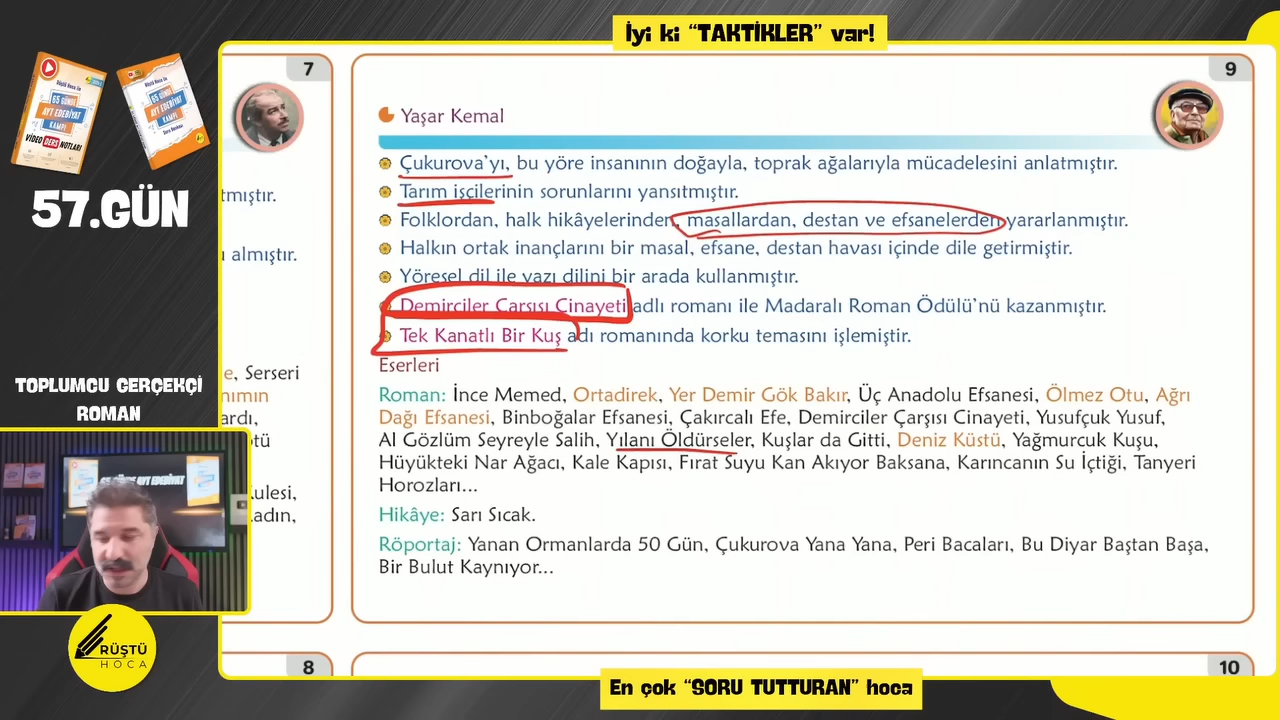 İyi ki “TAKTİKLER” var!
57.GÜN
TOPLUMCU GERÇEKÇİ
ROMAN
RÜŞTÜ
HOCA
7
tmıştır.
almıştır.
e, Serseri
nımın
ardı,
tü
Kulesi,
adın,
8
9
Yaşar Kemal
Çukurova’yı, bu yöre insanının doğayla, toprak ağalarıyla mücadelesini anlatmıştır.
Tarım işçilerinin sorunlarını yansıtmıştır.
Folklordan, halk hikâyelerinden, masallardan, destan ve efsanelerden yararlanmıştır.
Halkın ortak inançlarını bir masal, efsane, destan havası içinde dile getirmiştir.
Yöresel dil ile yazı dilini bir arada kullanmıştır.
Demirciler Çarşısı Cinayeti adlı romanı ile Madaralı Roman Ödülü’nü kazanmıştır.
Tek Kanatlı Bir Kuş adı romanında korku temasını işlemiştir.
Eserleri
Roman: İnce Memed, Ortadirek, Yer Demir Gök Bakır, Üç Anadolu Efsanesi, Ölmez Otu, Ağrı
Dağı Efsanesi, Binboğalar Efsanesi, Çakırcalı Efe, Demirciler Çarşısı Cinayeti, Yusufçuk Yusuf,
Al Gözlüm Seyreyle Salih, Yılanı Öldürseler, Kuşlar da Gitti, Deniz Küstü, Yağmurcuk Kuşu,
Hüyükteki Nar Ağacı, Kale Kapısı, Fırat Suyu Kan Akıyor Baksana, Karıncanın Su İçtiği, Tanyeri
Horozları...
Hikâye: Sarı Sıcak.
Röportaj: Yanan Ormanlarda 50 Gün, Çukurova Yana Yana, Peri Bacaları, Bu Diyar Baştan Başa,
Bir Bulut Kaynıyor...
10
En çok “SORU TUTTURAN” hoca